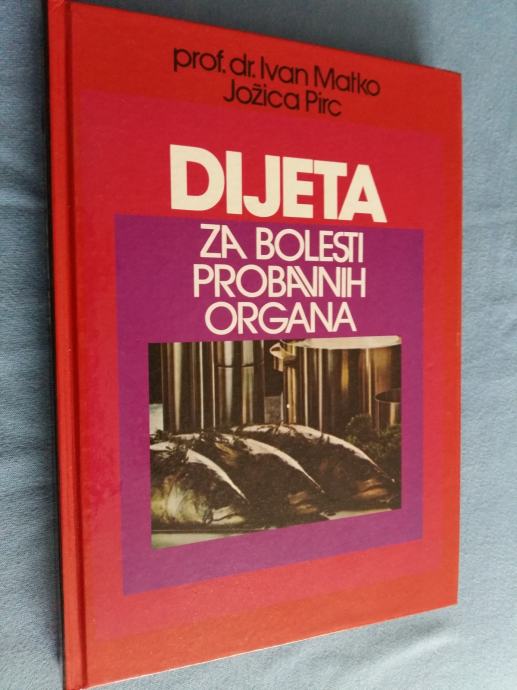 prof. dr. Ivan Matko
Jožica Pirc
DIJETA
ZA BOLESTI
PROBAVNIH
ORGANA